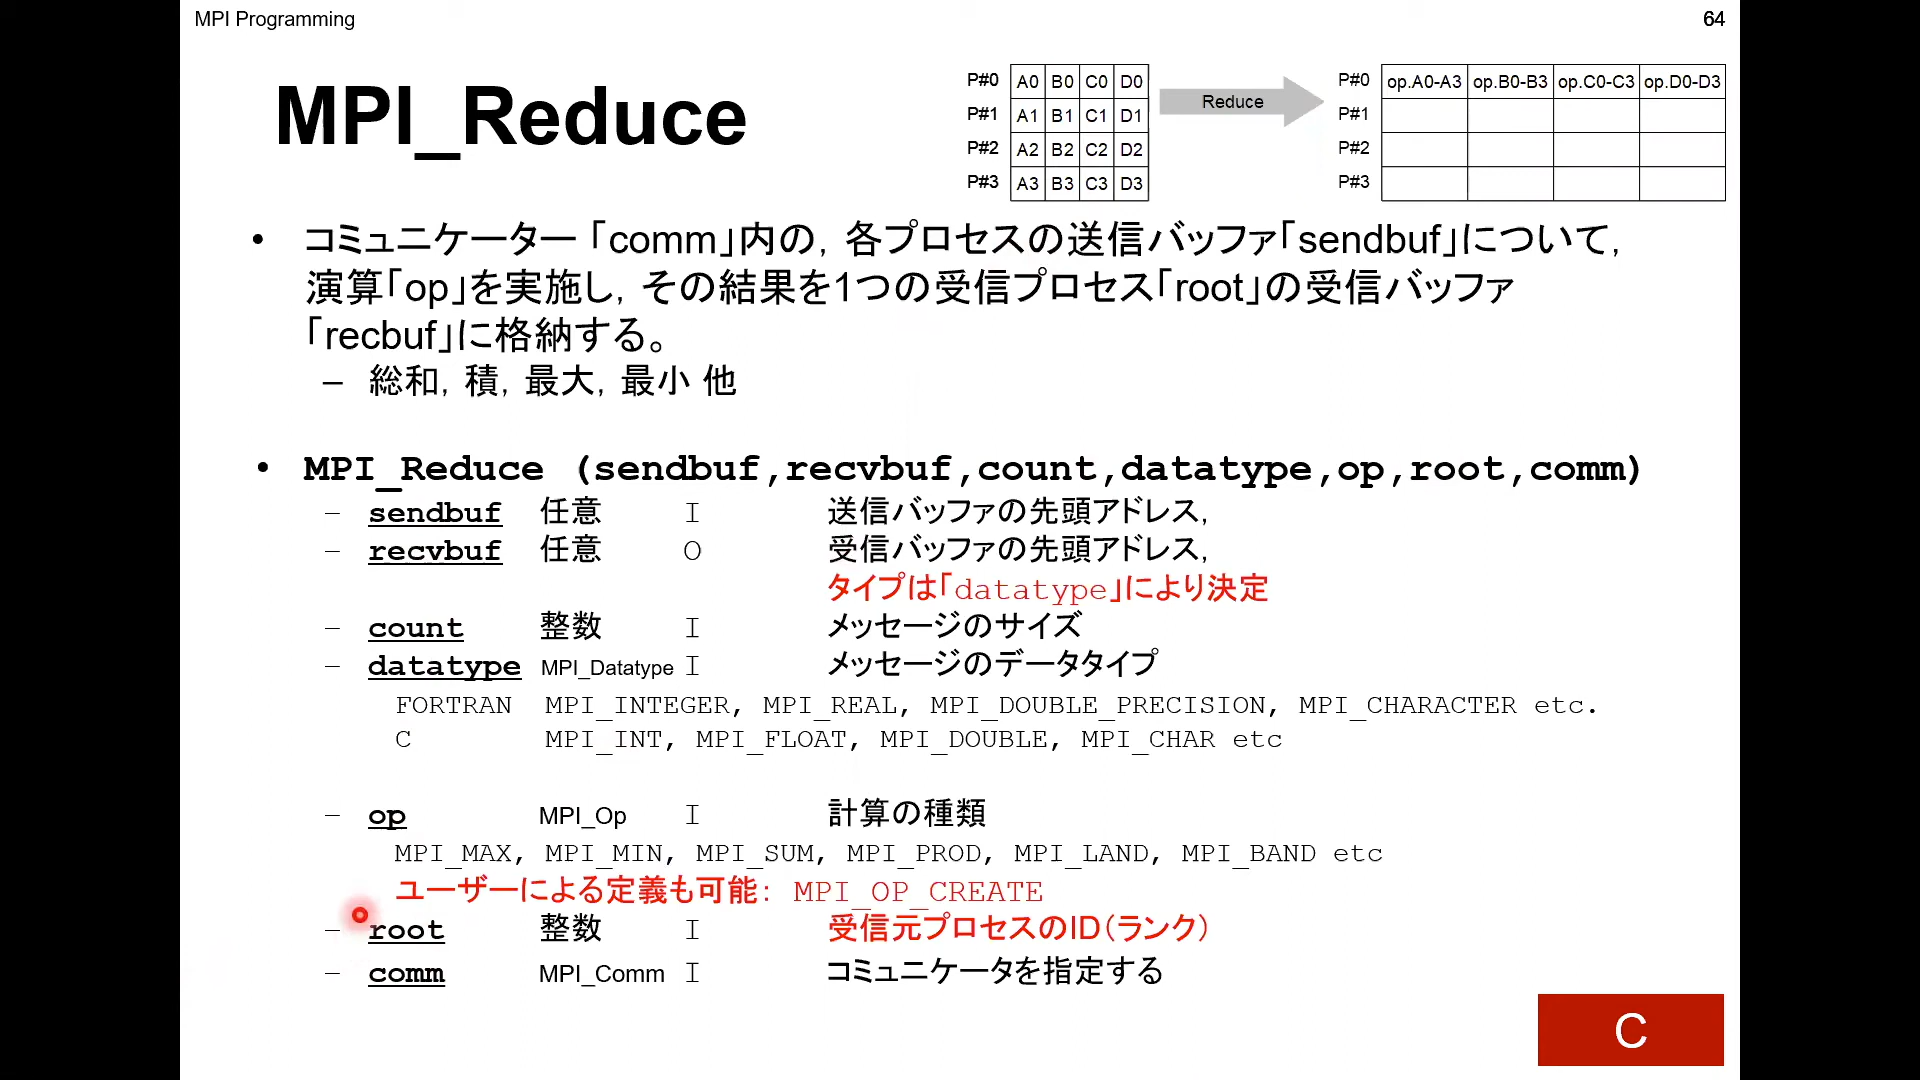 MPI Programming
64
MPI_Reduce
P#0 A0 B0 C0 D0
P#1 A1 B1 C1 D1
P#2 A2 B2 C2 D2
P#3 A3 B3 C3 D3
Reduce
P#0 op.A0-A3 op.B0-B3 op.C0-C3 op.D0-D3
P#1
P#2
P#3
• コミュニケーター「comm」内の，各プロセスの送信バッファ「sendbuf」について，
演算「op」を実施し，その結果を1つの受信プロセス「root」の受信バッファ
「recbuf」に格納する。
– 総和，積，最大，最小 他
• MPI_Reduce (sendbuf,recvbuf,count,datatype,op,root,comm)
– sendbuf 任意 I 送信バッファの先頭アドレス，
– recvbuf 任意 O 受信バッファの先頭アドレス，
タイプは「datatype」により決定
– count 整数 I メッセージのサイズ
– datatype MPI_Datatype I メッセージのデータタイプ
FORTRAN MPI_INTEGER, MPI_REAL, MPI_DOUBLE_PRECISION, MPI_CHARACTER etc.
C MPI_INT, MPI_FLOAT, MPI_DOUBLE, MPI_CHAR etc
– op MPI_Op I 計算の種類
MPI_MAX, MPI_MIN, MPI_SUM, MPI_PROD, MPI_LAND, MPI_BAND etc
ユーザーによる定義も可能： MPI_OP_CREATE
– root 整数 I 受信元プロセスのID（ランク）
– comm MPI_Comm I コミュニケータを指定する
C